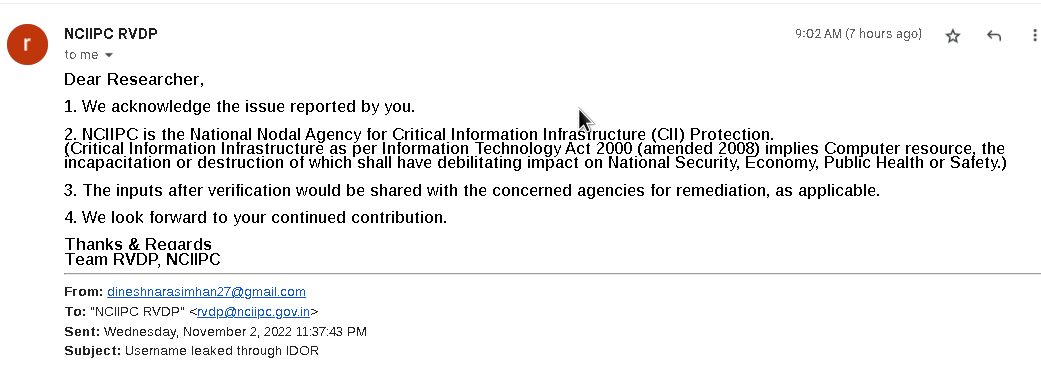 r
NCIIPC RVDP
9:02 AM (7 hours ago)
to me
Dear Researcher,
1. We acknowledge the issue reported by you.
2. NCIIPC is the National Nodal Agency for Critical Information Infrastructure (CII) Protection.
(Critical Information Infrastructure as per Information Technology Act 2000 (amended 2008) implies Computer resource, the
incapacitation or destruction of which shall have debilitating impact on National Security, Economy, Public Health or Safety.)
3. The inputs after verification would be shared with the concerned agencies for remediation, as applicable.
4. We look forward to your continued contribution.
Thanks & Regards
Team RVDP, NCIIPC
From: dineshnarasimhan27@gmail.com
To: "NCIIPC RVDP" <rvdp@nciipc.gov.in>
Sent: Wednesday, November 2, 2022 11:37:43 PM
Subject: Username leaked through IDOR